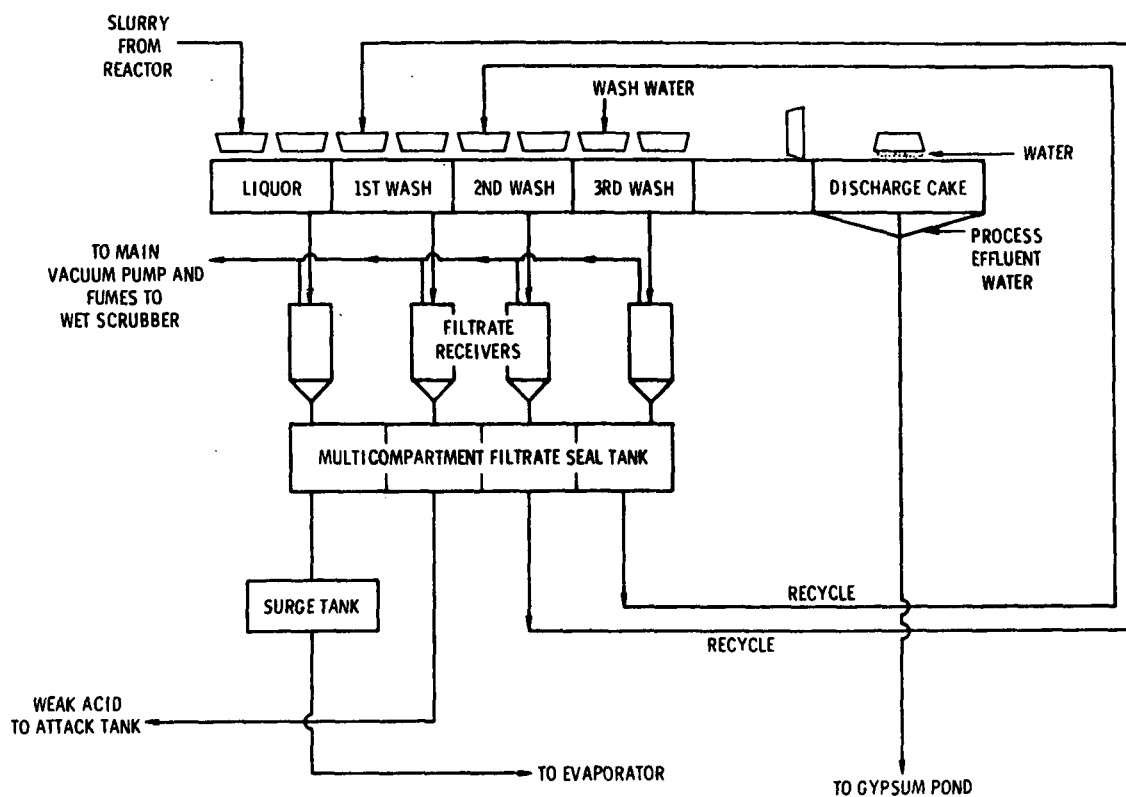 SLURRY
FROM
REACTOR
WASH WATER
WATER
LIQUOR
1ST WASH
2ND WASH
3RD WASH
DISCHARGE CAKE
TO MAIN
VACUUM PUMP AND
FUMES TO
WET SCRUBBER
PROCESS
EFFLUENT
WATER
FILTRATE
RECEIVERS
MULTICOMPARTMENT FILTRATE SEAL TANK
SURGE TANK
RECYCLE
RECYCLE
WEAK ACID
TO ATTACK TANK
TO EVAPORATOR
TO GYPSUM POND